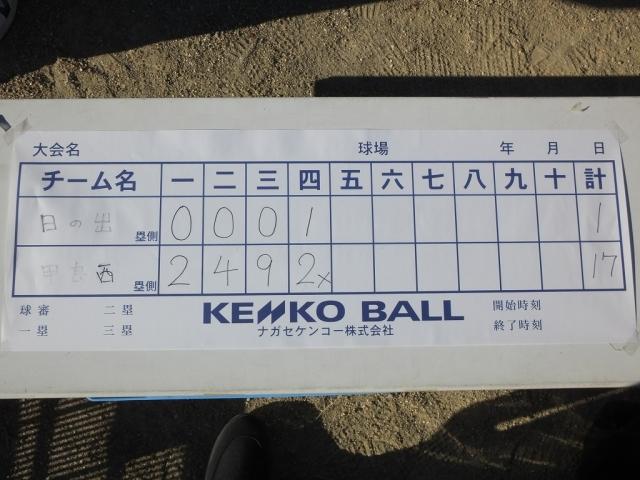 大会名 球場 年 月 日
チーム名 一 二 三 四 五 六 七 八 九 十 計
日の出 塁側 0 0 0 1 1
西 塁側 2 4 9 2x 17
球審 二塁 KENKO BALL 開始時刻
一塁 三塁 ナガセケンコー株式会社 終了時刻